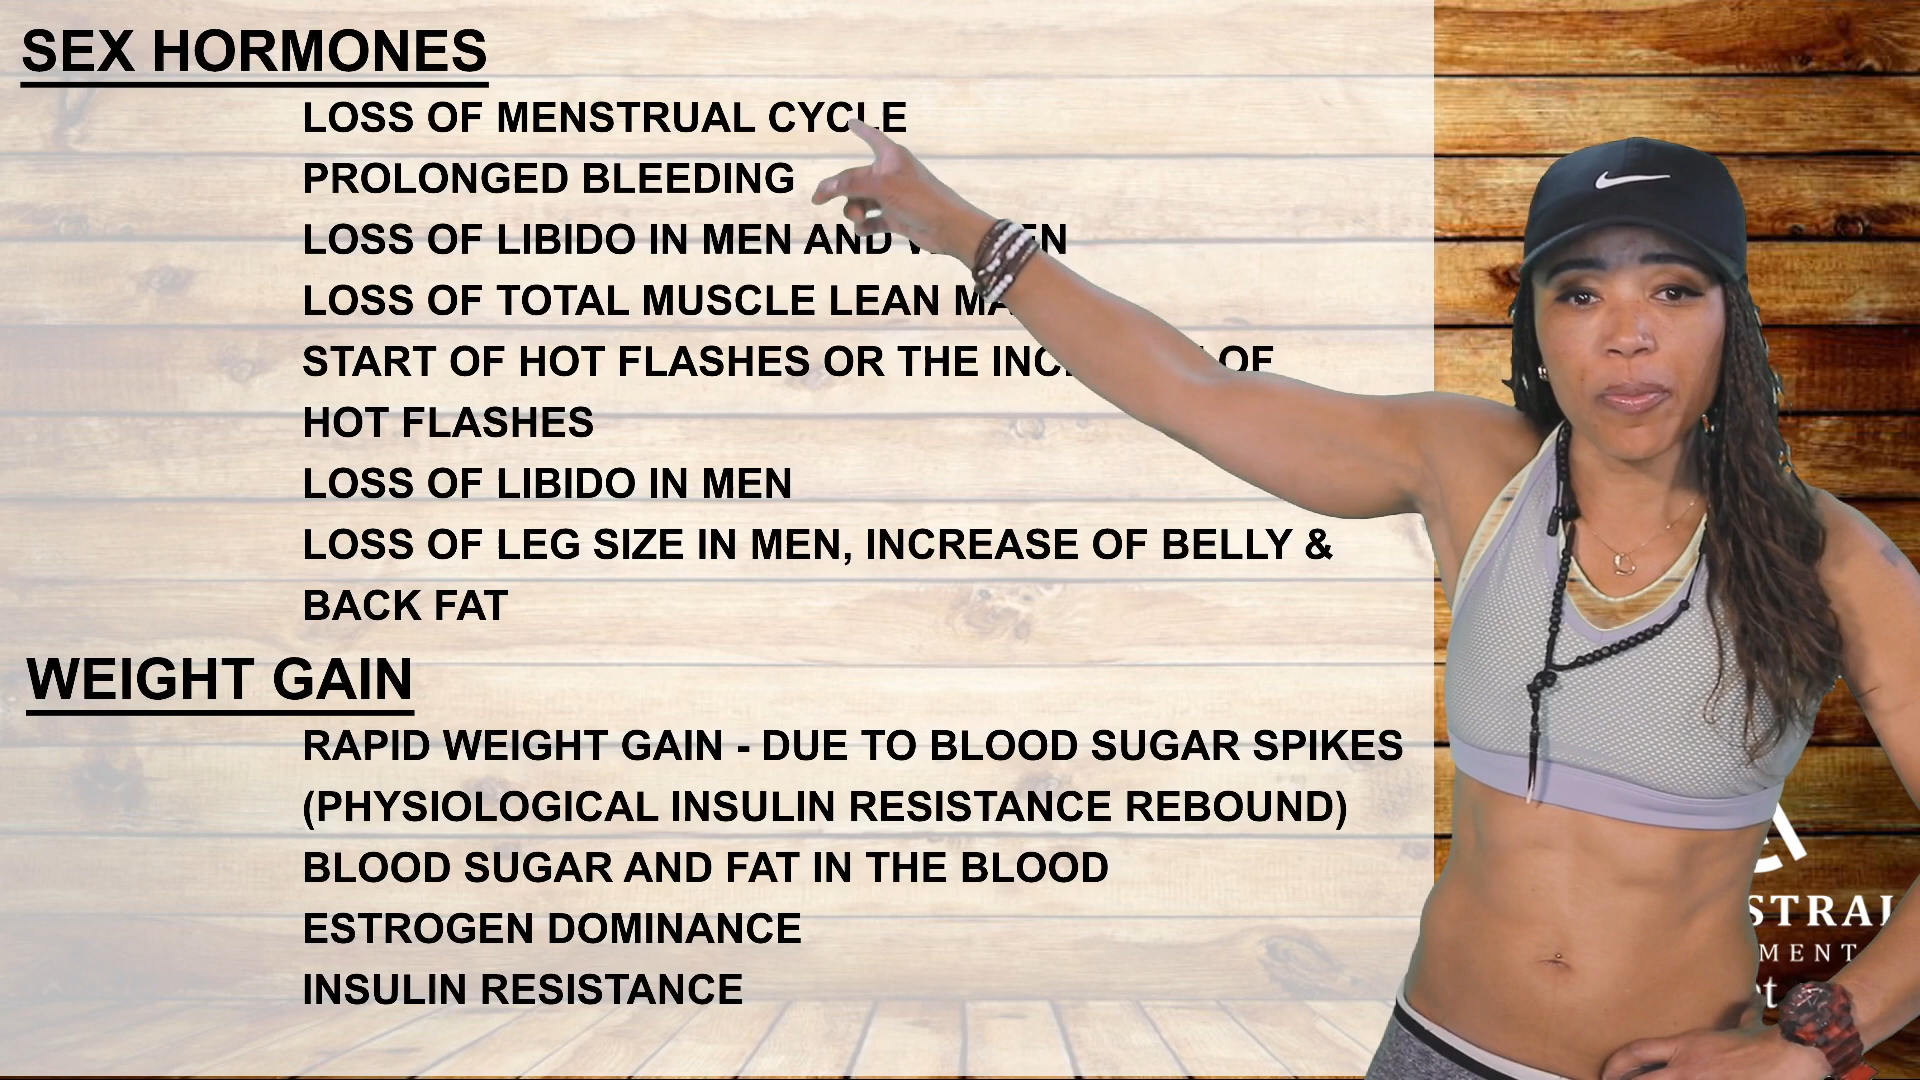 SEX HORMONES
LOSS OF MENSTRUAL CYCLE
PROLONGED BLEEDING
LOSS OF LIBIDO IN MEN AND
LOSS OF TOTAL MUSCLE LEAN
START OF HOT FLASHES OR THE OF
HOT FLASHES
LOSS OF LIBIDO IN MEN
LOSS OF LEG SIZE IN MEN, INCREASE OF BELLY &
BACK FAT
WEIGHT GAIN
RAPID WEIGHT GAIN - DUE TO BLOOD SUGAR SPIKES
(PHYSIOLOGICAL INSULIN RESISTANCE REBOUND)
BLOOD SUGAR AND FAT IN THE BLOOD
ESTROGEN DOMINANCE
INSULIN RESISTANCE